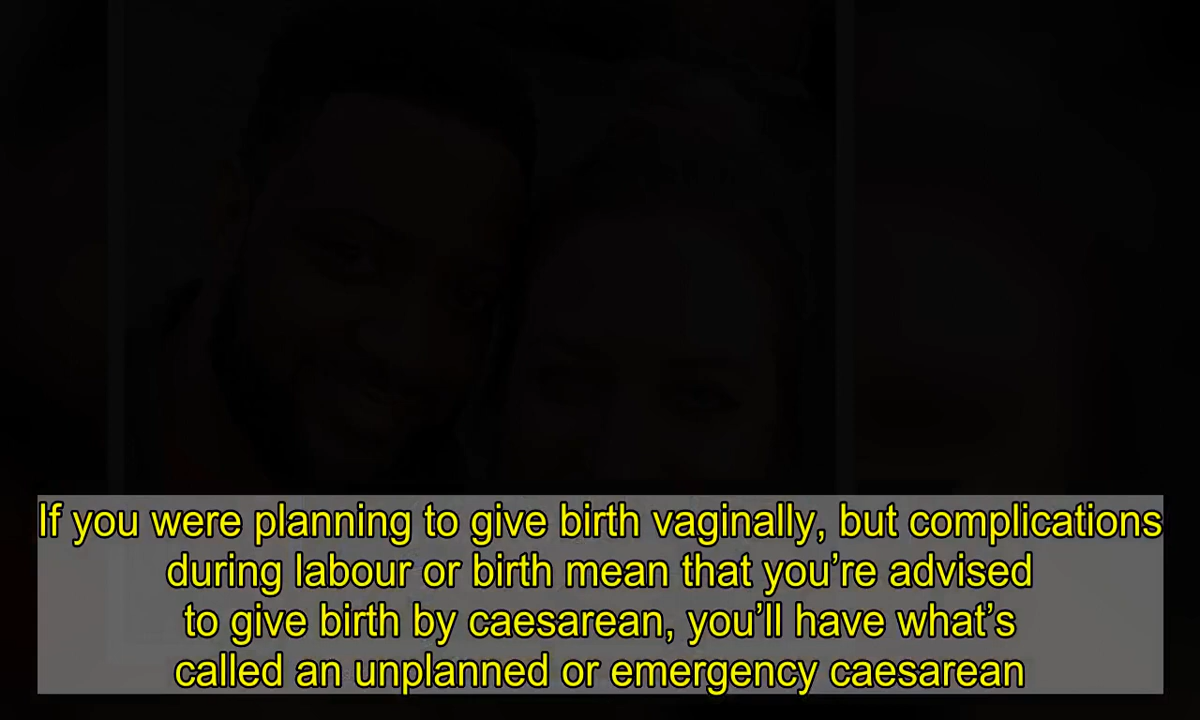 If you were planning to give birth vaginally, but complications
during labour or birth mean that you’re advised
to give birth by caesarean, you’ll have what’s
called an unplanned or emergency caesarean